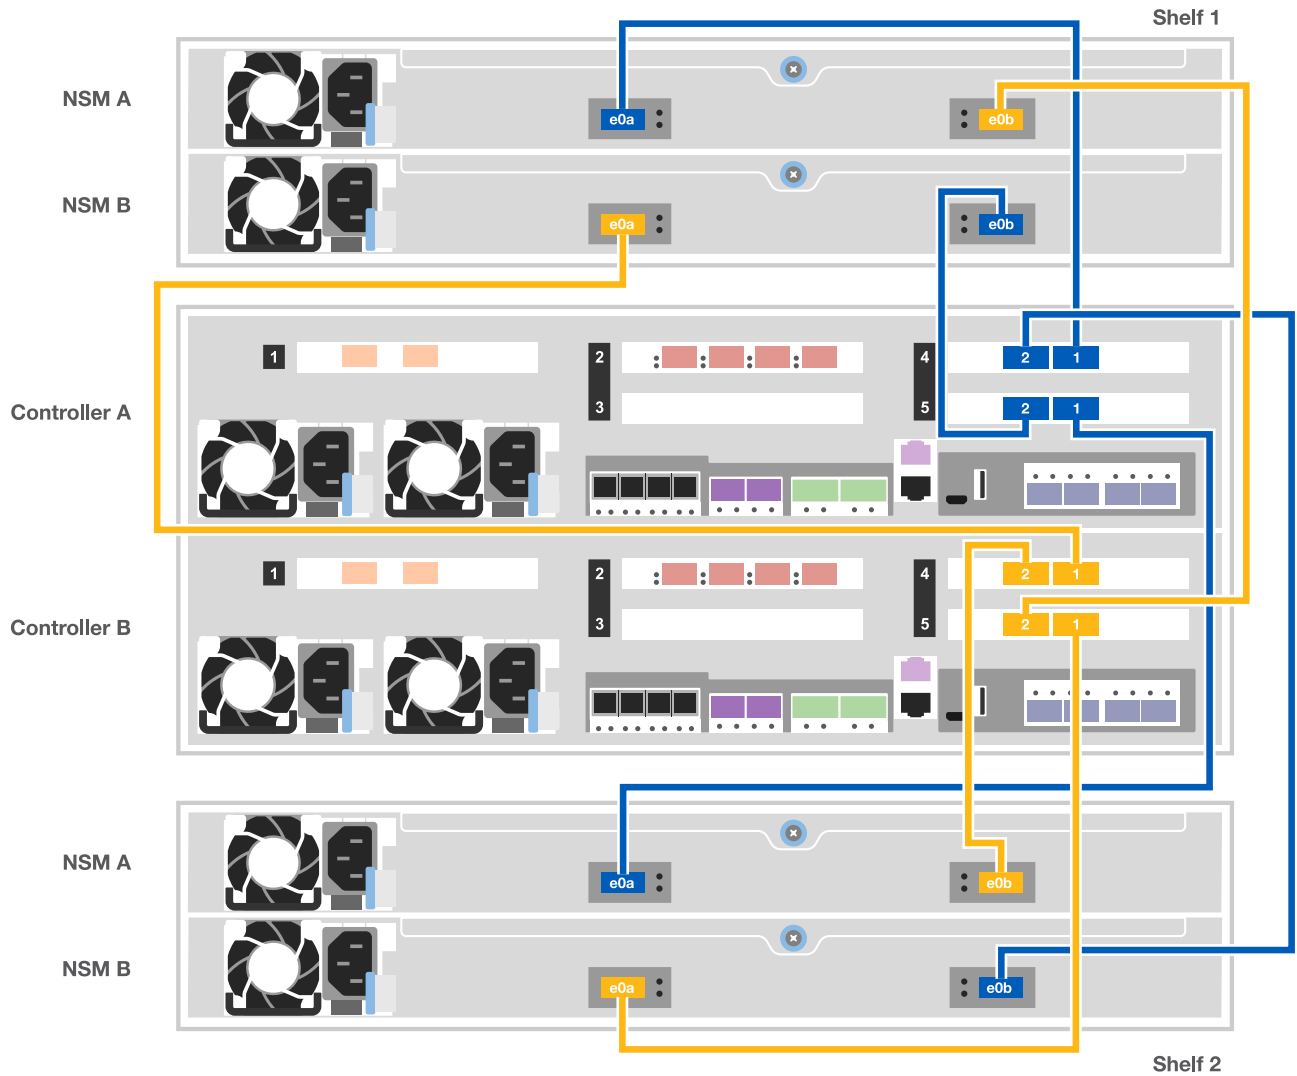 Shelf 1
NSM A
e0a
e0b
NSM B
e0a
e0b
1
2
4
2
1
Controller A
3
5
2
1
1
2
4
2
1
Controller B
3
5
2
1
NSM A
e0a
e0b
NSM B
e0a
e0b
Shelf 2